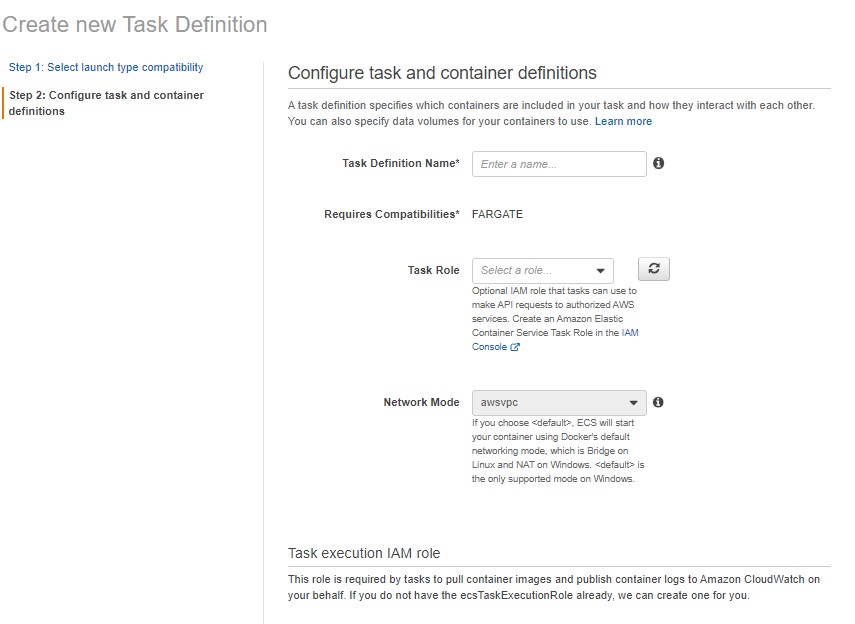 Create new Task Definition
Step 1: Select launch type compatibility
Step 2: Configure task and container
definitions
Configure task and container definitions
A task definition specifies which containers are included in your task and how they interact with each other.
You can also specify data volumes for your containers to use. Learn more
Task Definition Name* Enter a name...
Requires Compatibilities* FARGATE
Task Role Select a role...
Optional IAM role that tasks can use to
make API requests to authorized AWS
services. Create an Amazon Elastic
Container Service Task Role in the IAM
Console
Network Mode awsvpc
If you choose <default>, ECS will start
your container using Docker's default
networking mode, which is Bridge on
Linux and NAT on Windows. <default> is
the only supported mode on Windows.
Task execution IAM role
This role is required by tasks to pull container images and publish container logs to Amazon CloudWatch on
your behalf. If you do not have the ecsTaskExecutionRole already, we can create one for you.